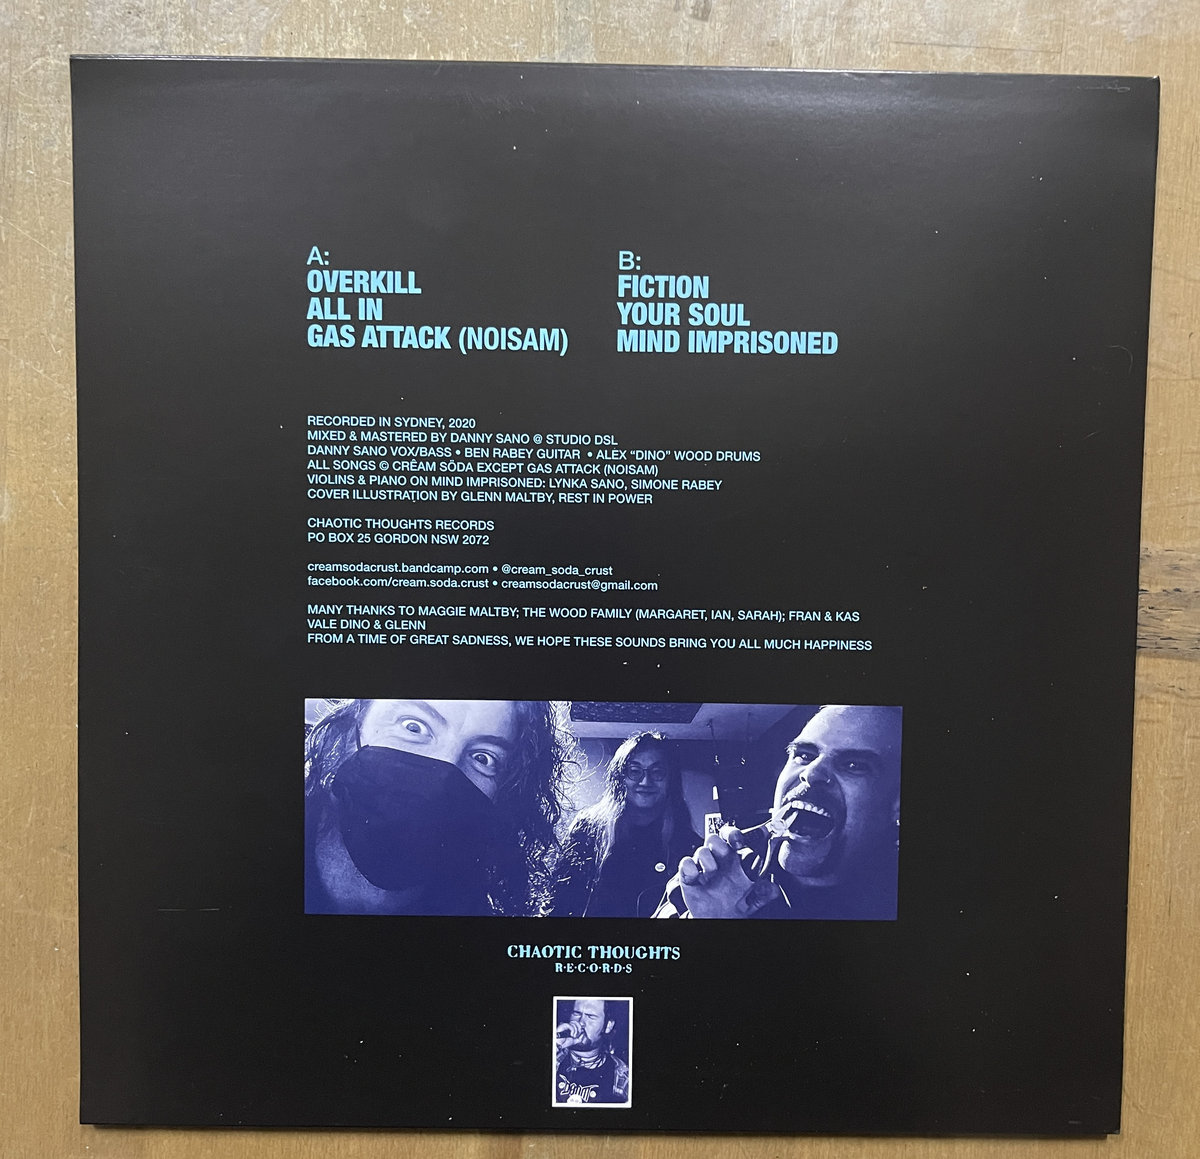 A:
OVERKILL
ALL IN
GAS ATTACK (NOISAM)
B:
FICTION
YOUR SOUL
MIND IMPRISONED
RECORDED IN SYDNEY, 2020
MIXED & MASTERED BY DANNY SANO @ STUDIO DSL
DANNY SANO VOX/BASS • BEN RABEY GUITAR • ALEX “DINO” WOOD DRUMS
ALL SONGS © CRÊAM SÖDA EXCEPT GAS ATTACK (NOISAM)
VIOLINS & PIANO ON MIND IMPRISONED: LYNKA SANO, SIMONE RABEY
COVER ILLUSTRATION BY GLENN MALTBY, REST IN POWER
CHAOTIC THOUGHTS RECORDS
PO BOX 25 GORDON NSW 2072
creamsodacrust.bandcamp.com • @cream_soda_crust
facebook.com/cream.soda.crust • creamsodacrust@gmail.com
MANY THANKS TO MAGGIE MALTBY; THE WOOD FAMILY (MARGARET, IAN, SARAH); FRAN & KAS
VALE DINO & GLENN
FROM A TIME OF GREAT SADNESS, WE HOPE THESE SOUNDS BRING YOU ALL MUCH HAPPINESS
CHAOTIC THOUGHTS
R·E·C·O·R·D·S